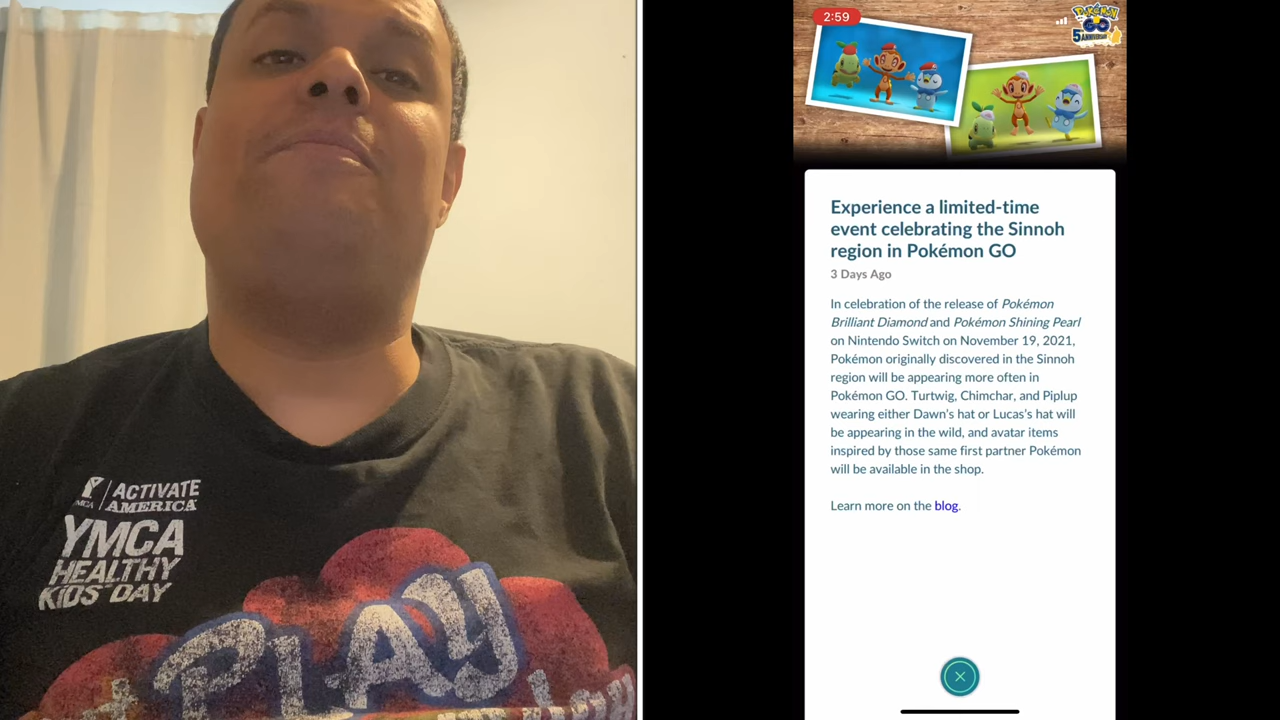 ACTIVATE
AMERICA
YMCA
HEALTHY
KIDS DAY
PLAY
2:59
Pokémon
GO
5
ANNIVERSARY
Experience a limited-time
event celebrating the Sinnoh
region in Pokémon GO
3 Days Ago
In celebration of the release of Pokémon
Brilliant Diamond and Pokémon Shining Pearl
on Nintendo Switch on November 19, 2021,
Pokémon originally discovered in the Sinnoh
region will be appearing more often in
Pokémon GO. Turtwig, Chimchar, and Piplup
wearing either Dawn's hat or Lucas's hat will
be appearing in the wild, and avatar items
inspired by those same first partner Pokémon
will be available in the shop.
Learn more on the blog.